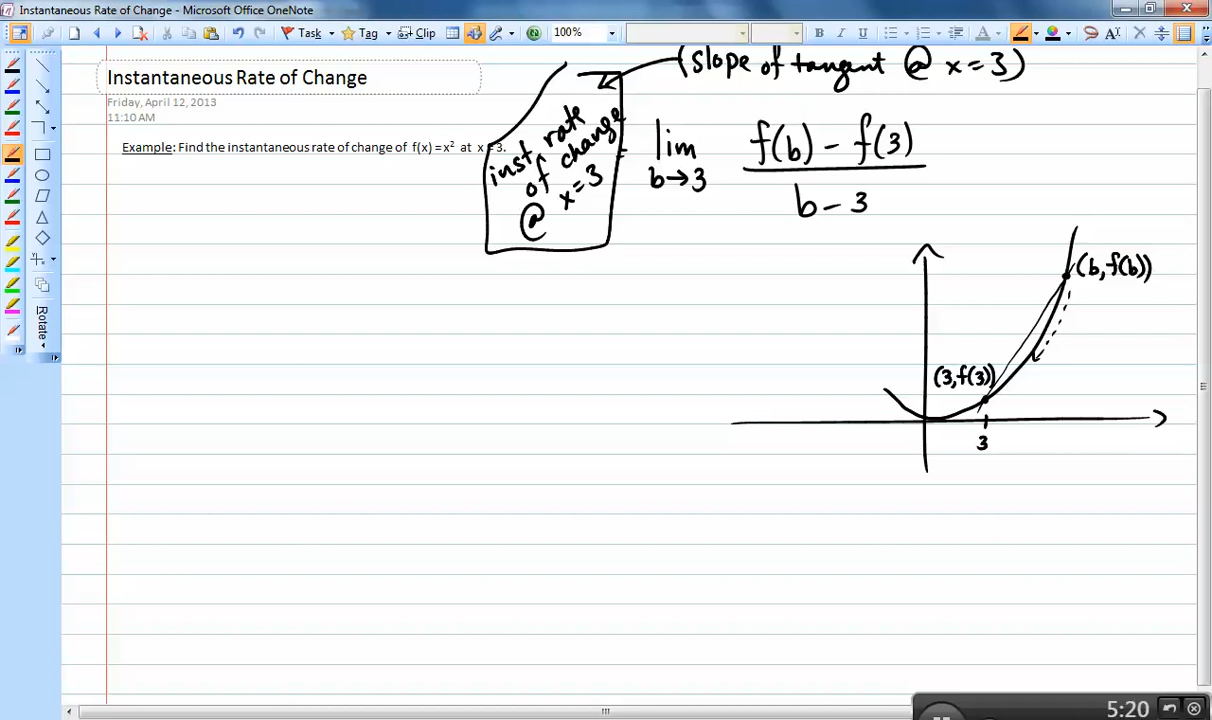 Instantaneous Rate of Change - Microsoft Office OneNote
Task Tag Clip 100% B I U A
Instantaneous Rate of Change
Friday, April 12, 2013
11:10 AM
Example: Find the instantaneous rate of change of f(x) = x² at x = 3.
(slope of tangent @ x = 3)
inst. rate
of change
@ x = 3
=
lim
b→3
f(b) - f(3)
b - 3
(b, f(b))
(3, f(3))
3
Rotate
5:20